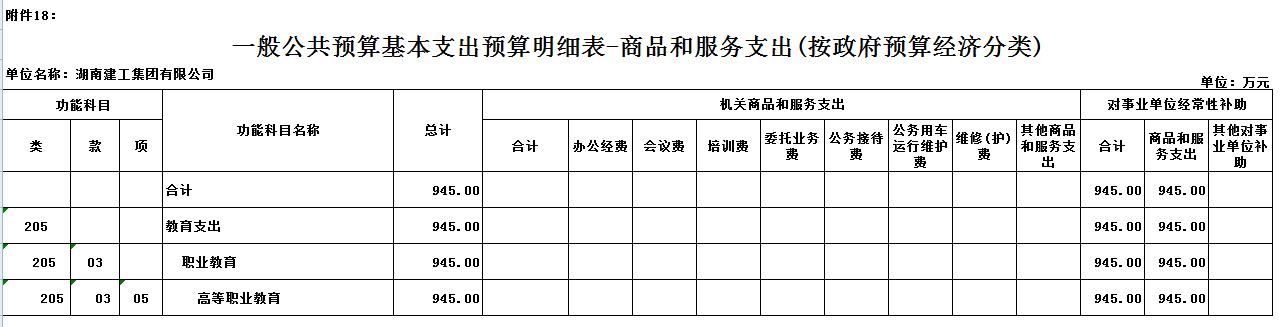 附件18：
一般公共预算基本支出预算明细表-商品和服务支出(按政府预算经济分类)
单位名称：湖南建工集团有限公司
单位：万元
功能科目 功能科目名称 总计 机关商品和服务支出 对事业单位经常性补助
类 款 项 合计 办公经费 会议费 培训费 委托业务费 公务接待费 公务用车运行维护费 维修(护)费 其他商品和服务支出 合计 商品和服务支出 其他对事业单位补助
合计 945.00 945.00 945.00
205 教育支出 945.00 945.00 945.00
205 03 职业教育 945.00 945.00 945.00
205 03 05 高等职业教育 945.00 945.00 945.00